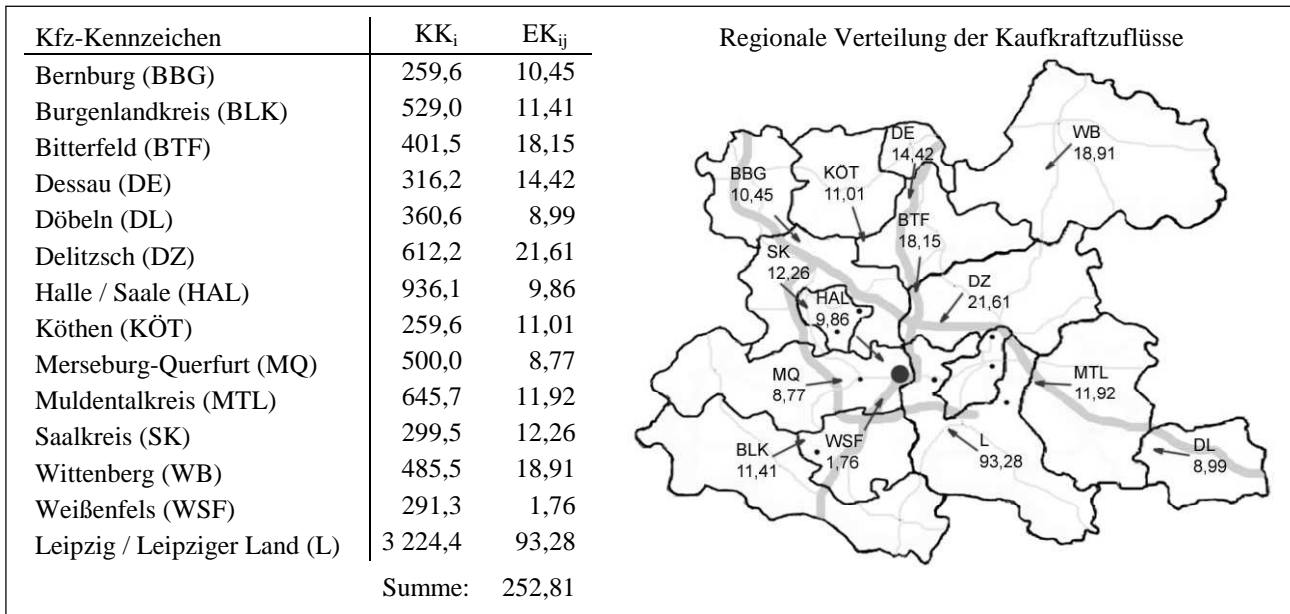 Kfz-Kennzeichen KKi EKij
Bernburg (BBG) 259,6 10,45
Burgenlandkreis (BLK) 529,0 11,41
Bitterfeld (BTF) 401,5 18,15
Dessau (DE) 316,2 14,42
Döbeln (DL) 360,6 8,99
Delitzsch (DZ) 612,2 21,61
Halle / Saale (HAL) 936,1 9,86
Köthen (KÖT) 259,6 11,01
Merseburg-Querfurt (MQ) 500,0 8,77
Muldentalkreis (MTL) 645,7 11,92
Saalkreis (SK) 299,5 12,26
Wittenberg (WB) 485,5 18,91
Weißenfels (WSF) 291,3 1,76
Leipzig / Leipziger Land (L) 3 224,4 93,28
Summe: 252,81
Regionale Verteilung der Kaufkraftzuflüsse
DE
14,42
WB
18,91
BBG
10,45
KÖT
11,01
BTF
18,15
SK
12,26
DZ
21,61
HAL
9,86
MQ
8,77
MTL
11,92
BLK
11,41
WSF
1,76
L
93,28
DL
8,99